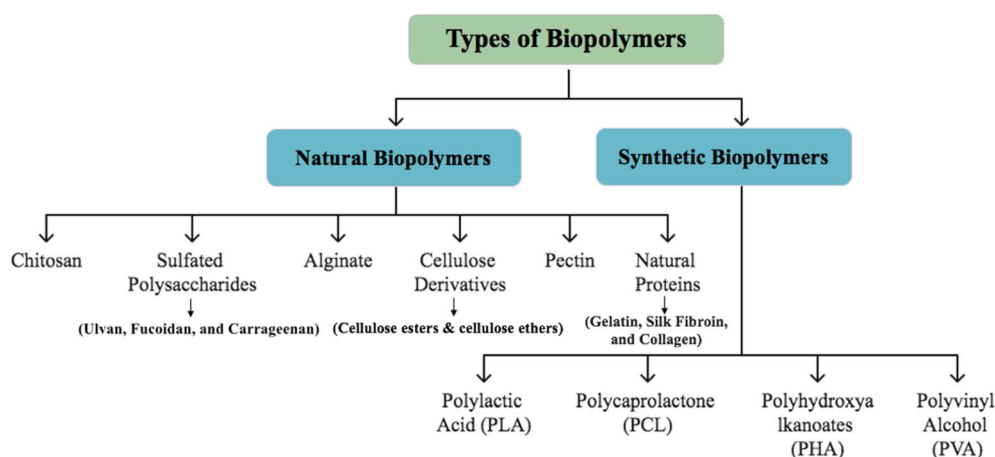 Types of Biopolymers
Natural Biopolymers
Synthetic Biopolymers
Chitosan
Sulfated
Polysaccharides
(Ulvan, Fucoidan, and Carrageenan)
Alginate
Cellulose
Derivatives
(Cellulose esters & cellulose ethers)
Pectin
Natural
Proteins
(Gelatin, Silk Fibroin,
and Collagen)
Polylactic
Acid (PLA)
Polycaprolactone
(PCL)
Polyhydroxya
lkanoates
(PHA)
Polyvinyl
Alcohol
(PVA)